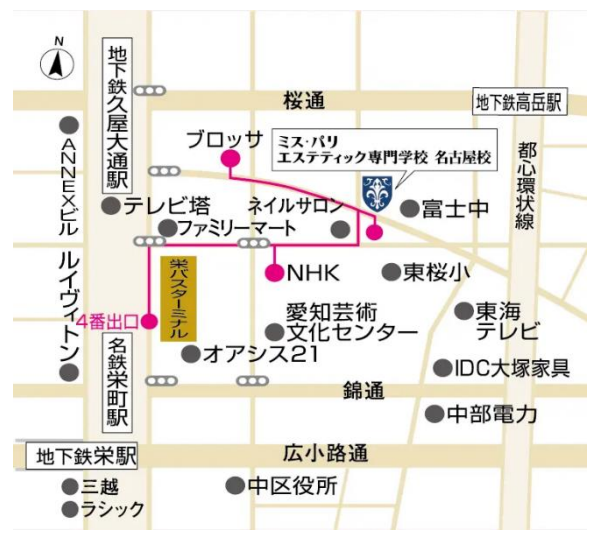 N
地下鉄久屋大通駅
桜通
地下鉄高岳駅
ANNEXビル
ブロッサ
ミス・パリ
エステティック専門学校 名古屋校
都心環状線
テレビ塔
ネイルサロン
富士中
ファミリーマート
栄バスターミナル
NHK
東桜小
ルイヴィトン
4番出口
愛知芸術
文化センター
東海
テレビ
名鉄栄町駅
オアシス21
IDC大塚家具
錦通
中部電力
地下鉄栄駅
広小路通
三越
中区役所
ラシック